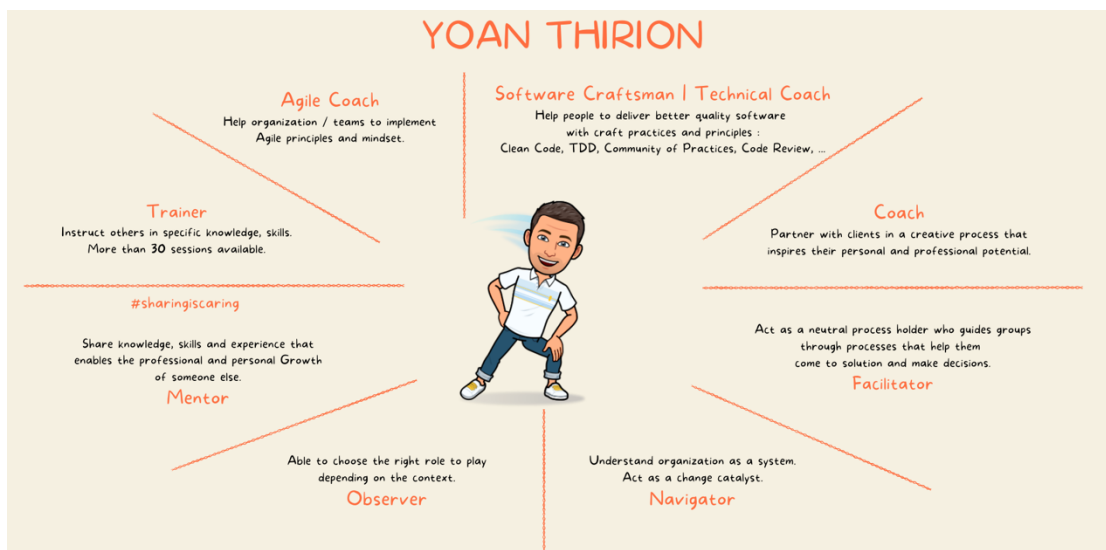 YOAN THIRION
Agile Coach
Help organization / teams to implement
Agile principles and mindset.
Software Craftsman | Technical Coach
Help people to deliver better quality software
with craft practices and principles :
Clean Code, TDD, Community of Practices, Code Review, ...
Trainer
Instruct others in specific knowledge, skills.
More than 30 sessions available.
Coach
Partner with clients in a creative process that
inspires their personal and professional potential.
#sharingiscaring
Share knowledge, skills and experience that
enables the professional and personal Growth
of someone else.
Mentor
Act as a neutral process holder who guides groups
through processes that help them
come to solution and make decisions.
Facilitator
Able to choose the right role to play
depending on the context.
Observer
Understand organization as a system.
Act as a change catalyst.
Navigator